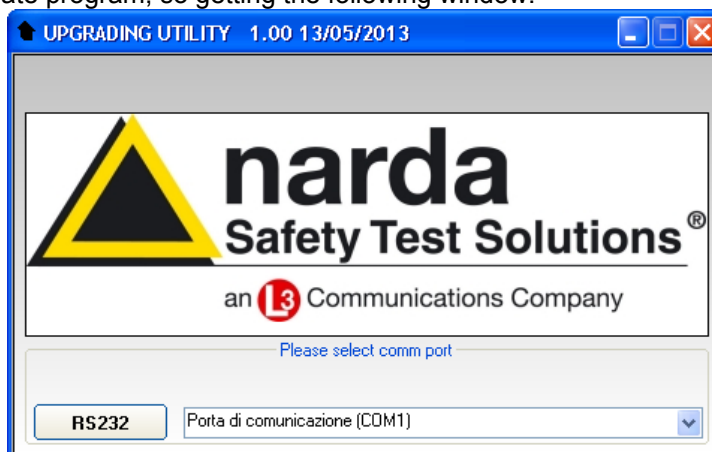 ate program, so getting the following window:
UPGRADING UTILITY 1.00 13/05/2013
narda
Safety Test Solutions®
an L3 Communications Company
Please select comm port
RS232
Porta di comunicazione (COM1)